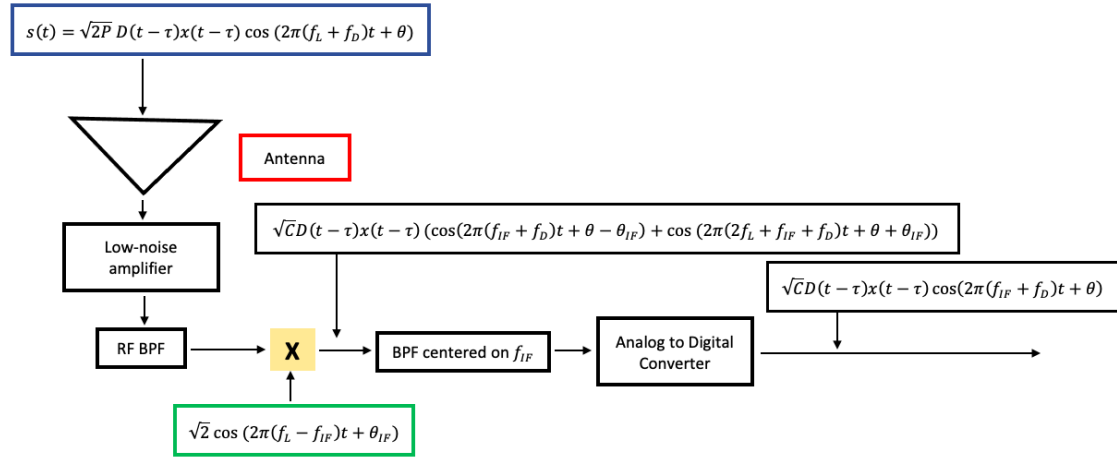 s(t) = √2P D(t − τ)x(t − τ) cos (2π(f_L + f_D)t + θ)
Antenna
Low-noise
amplifier
√C D(t − τ)x(t − τ) (cos(2π(f_IF + f_D)t + θ − θ_IF) + cos (2π(2f_L + f_IF + f_D)t + θ + θ_IF))
√C D(t − τ)x(t − τ) cos(2π(f_IF + f_D)t + θ)
RF BPF
X
BPF centered on f_IF
Analog to Digital
Converter
√2 cos (2π(f_L − f_IF)t + θ_IF)